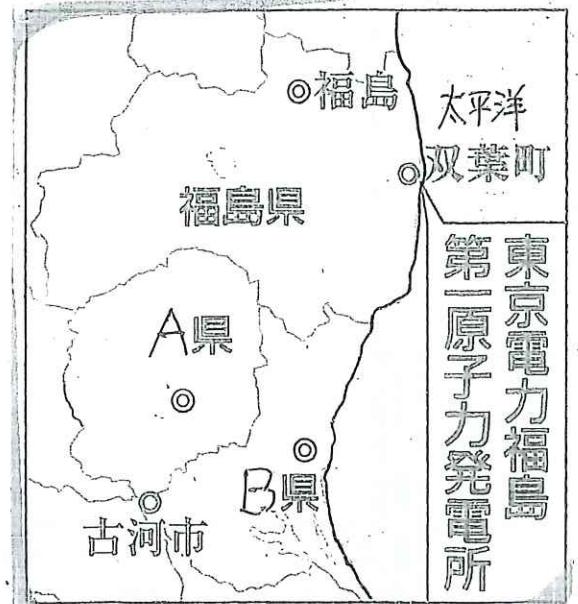 福島
太平洋
双葉町
福島県
東京電力福島
第一原子力発電所
A県
B県
古河市